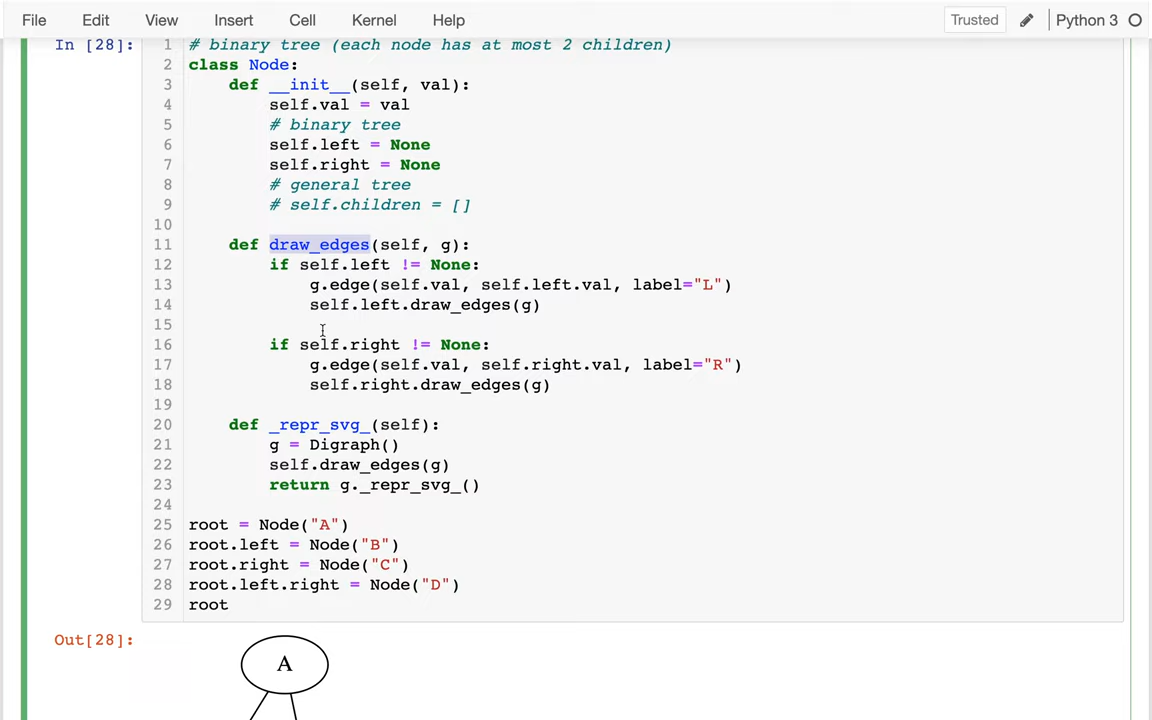 File Edit View Insert Cell Kernel Help Trusted Python 3
In [28]: 1 # binary tree (each node has at most 2 children)
2 class Node:
3     def __init__(self, val):
4         self.val = val
5         # binary tree
6         self.left = None
7         self.right = None
8         # general tree
9         # self.children = []
10
11     def draw_edges(self, g):
12         if self.left != None:
13             g.edge(self.val, self.left.val, label="L")
14             self.left.draw_edges(g)
15
16         if self.right != None:
17             g.edge(self.val, self.right.val, label="R")
18             self.right.draw_edges(g)
19
20     def _repr_svg_(self):
21         g = Digraph()
22         self.draw_edges(g)
23         return g._repr_svg_()
24
25 root = Node("A")
26 root.left = Node("B")
27 root.right = Node("C")
28 root.left.right = Node("D")
29 root
Out[28]:
A